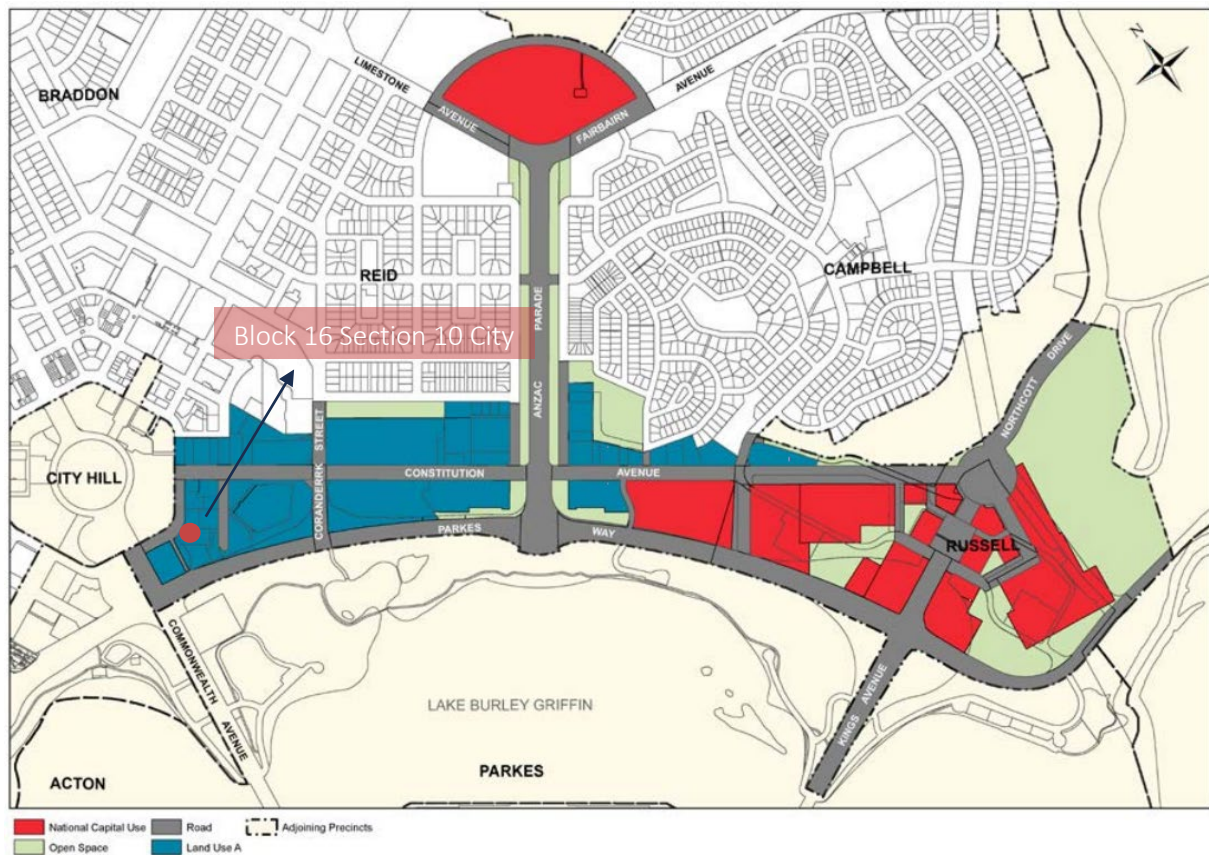 N
LIMESTONE
AVENUE
AVENUE
FAIRBAIRN
BRADDON
REID
CAMPBELL
Block 16 Section 10 City
ANZAC
PARADE
NORTHCOTT
DRIVE
CITY HILL
CORANDERRK
STREET
CONSTITUTION
AVENUE
PARKES
WAY
RUSSELL
COMMONWEALTH
AVENUE
KINGS
AVENUE
LAKE BURLEY GRIFFIN
ACTON
PARKES
National Capital Use
Road
Adjoining Precincts
Open Space
Land Use A